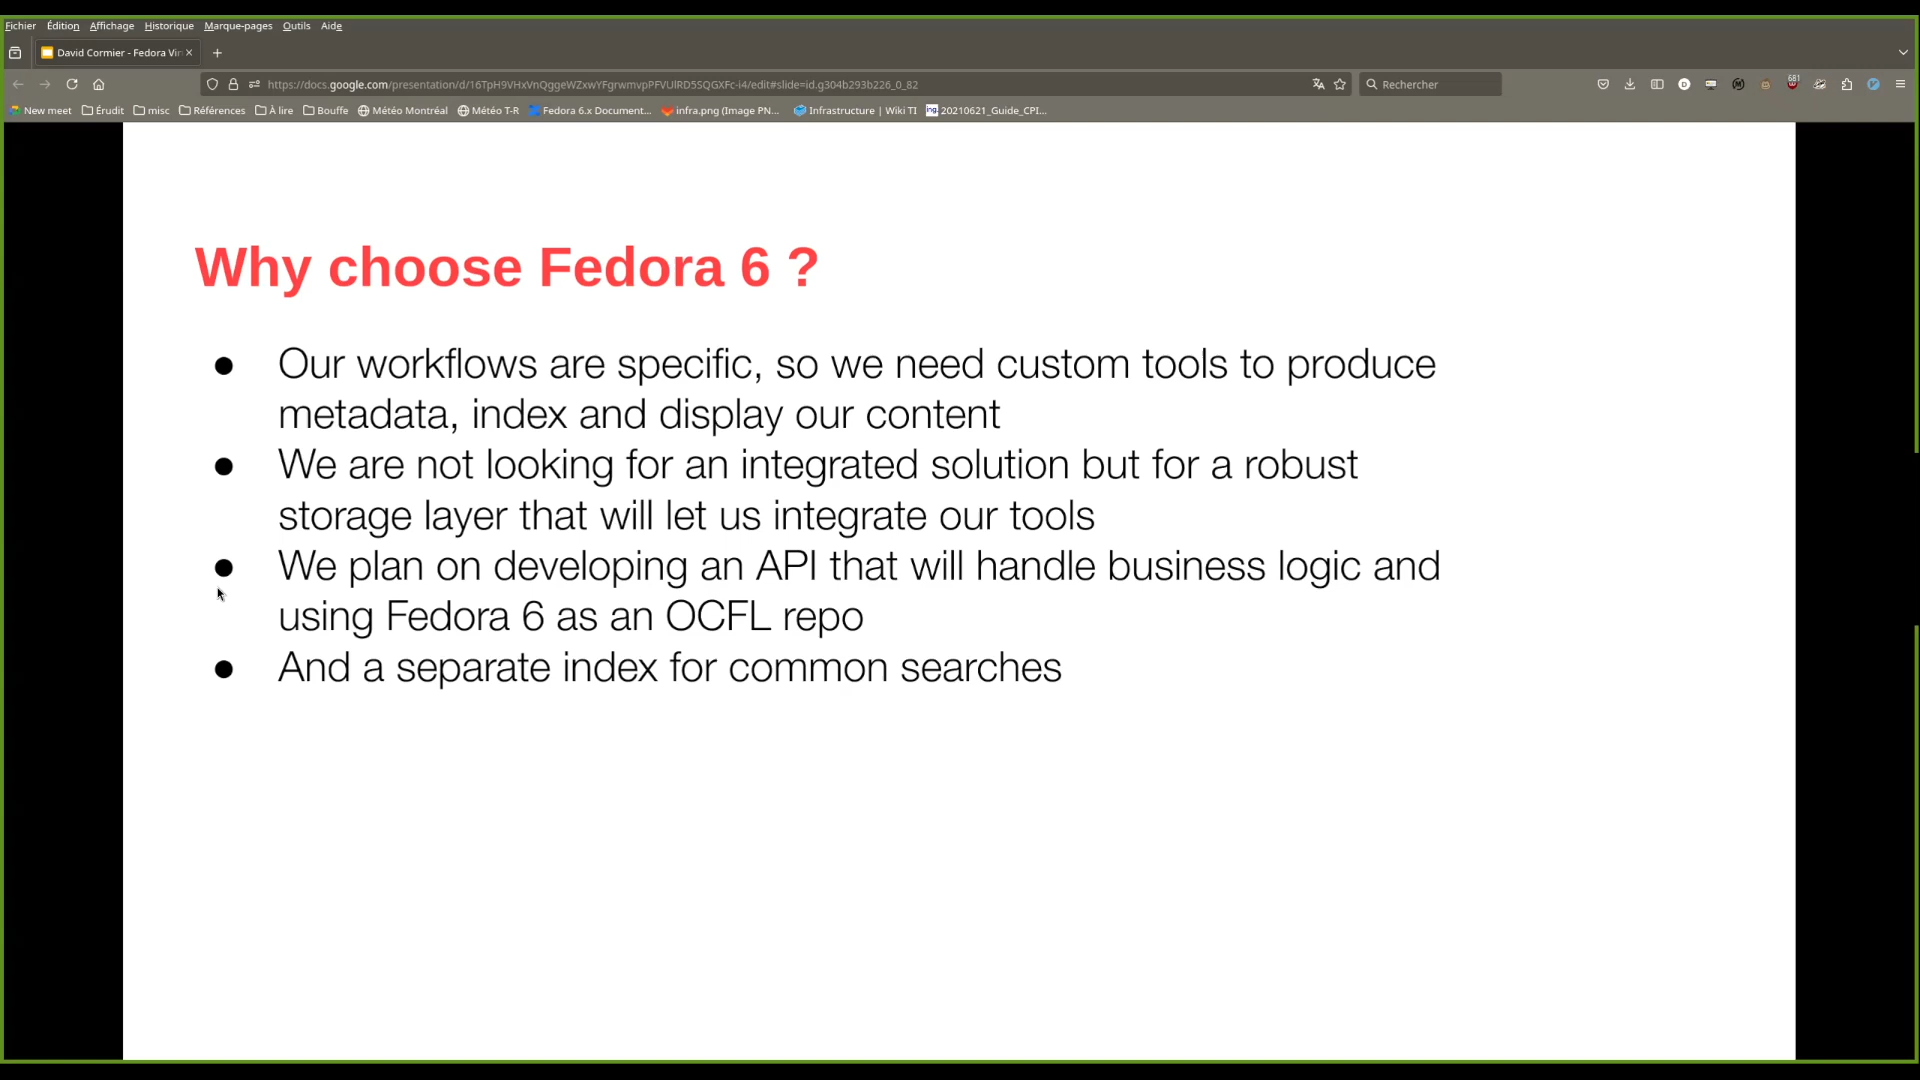 Fichier Édition Affichage Historique Marque-pages Outils Aide
David Cormier - Fedora Vir
https://docs.google.com/presentation/d/16TpH9VHxVnQggeWZxwYFgrwmvpPFVUlRD5SQGXFc-i4/edit#slide=id.g304b293b226_0_82
Rechercher
681
New meet Érudit misc Références À lire Bouffe Météo Montréal Météo T-R Fedora 6.x Document... infra.png (Image PN... Infrastructure | Wiki TI 20210621_Guide_CPI...
Why choose Fedora 6 ?
● Our workflows are specific, so we need custom tools to produce
metadata, index and display our content
● We are not looking for an integrated solution but for a robust
storage layer that will let us integrate our tools
● We plan on developing an API that will handle business logic and
using Fedora 6 as an OCFL repo
● And a separate index for common searches